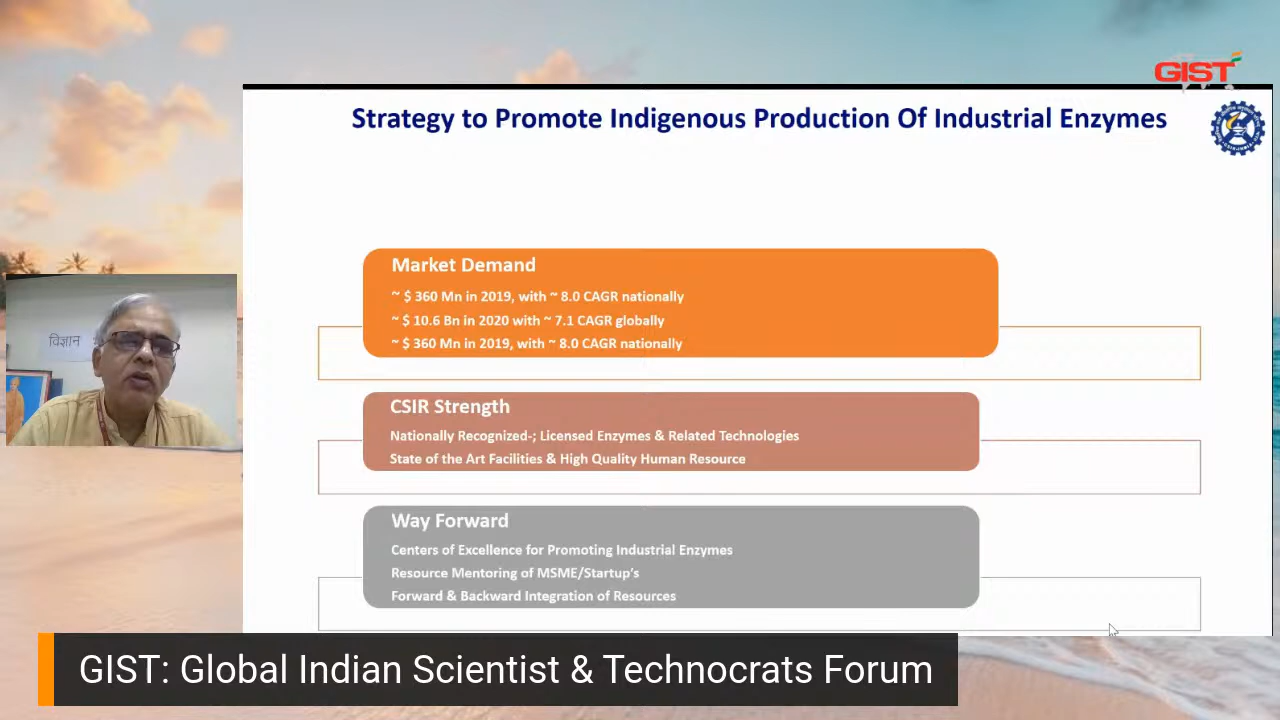 GIST
Strategy to Promote Indigenous Production Of Industrial Enzymes
Market Demand
~ $ 360 Mn in 2019, with ~ 8.0 CAGR nationally
~ $ 10.6 Bn in 2020 with ~ 7.1 CAGR globally
~ $ 360 Mn in 2019, with ~ 8.0 CAGR nationally
विज्ञान
CSIR Strength
Nationally Recognized-; Licensed Enzymes & Related Technologies
State of the Art Facilities & High Quality Human Resource
Way Forward
Centers of Excellence for Promoting Industrial Enzymes
Resource Mentoring of MSME/Startup's
Forward & Backward Integration of Resources
GIST: Global Indian Scientist & Technocrats Forum